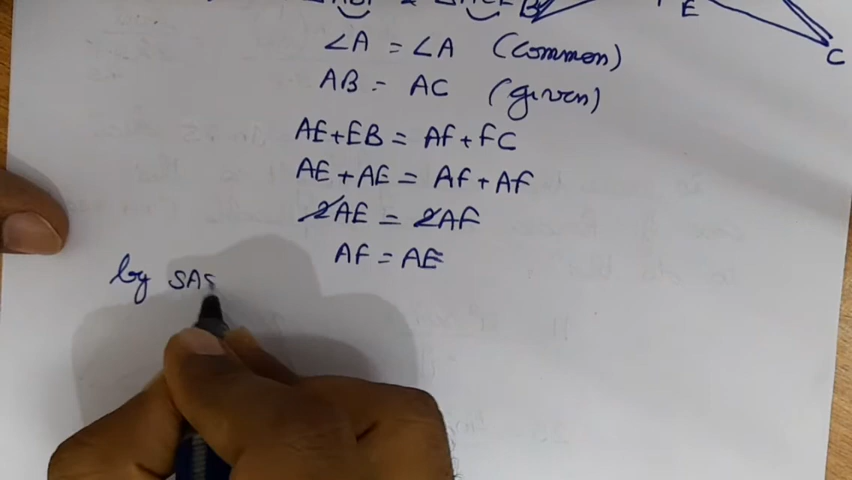 B E
C
∠A = ∠A (Common)
AB = AC (given)
AE+EB = AF+FC
AE+AE = AF+AF
2AE = 2AF
AF = AE
by SAS